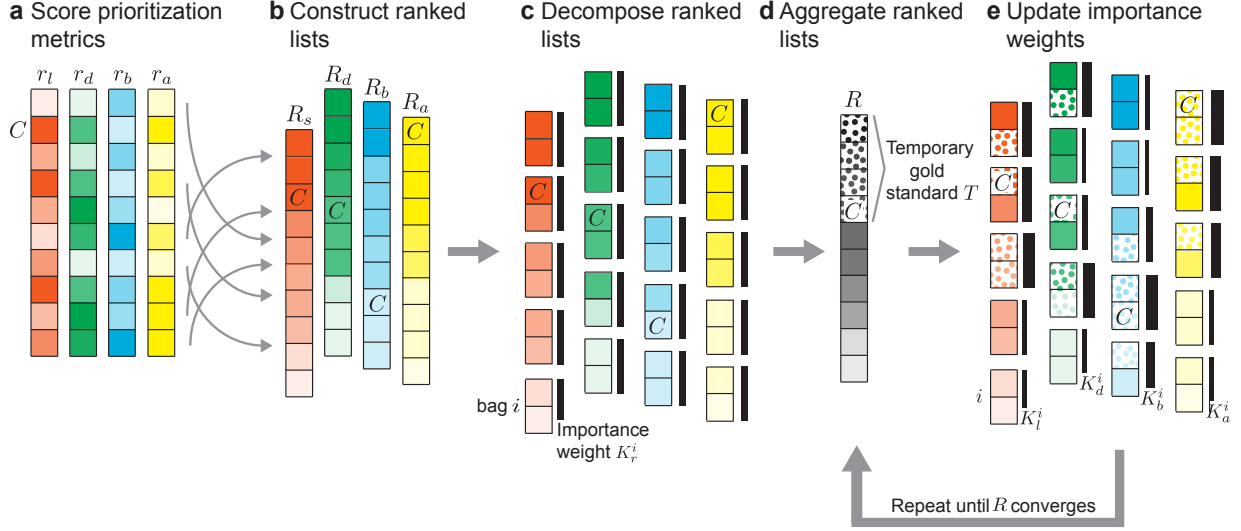 a Score prioritization
metrics
b Construct ranked
lists
c Decompose ranked
lists
d Aggregate ranked
lists
e Update importance
weights
r_l r_d r_b r_a
C
R_s R_d R_b R_a
C
C
C
C
C
C
C
C
bag i
Importance
weight K_r^i
R
C
Temporary
gold
standard T
C
C
C
C
i
K_l^i K_d^i K_b^i K_a^i
Repeat until R converges